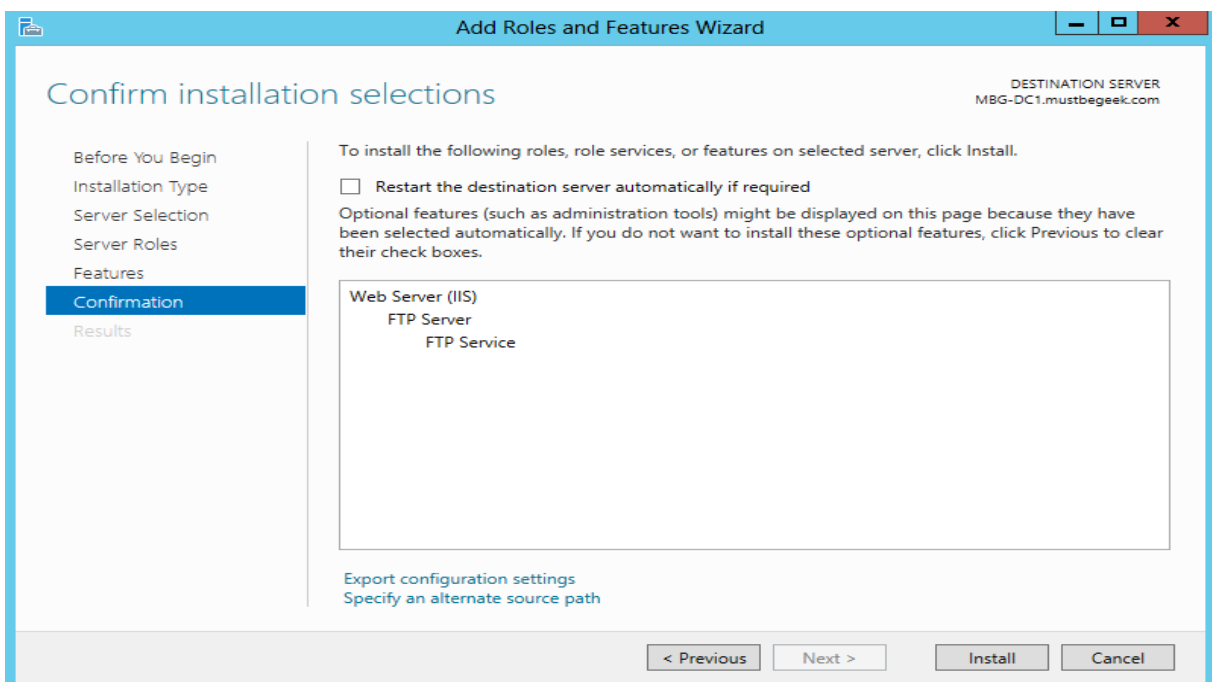 Add Roles and Features Wizard
Confirm installation selections
DESTINATION SERVER
MBG-DC1.mustbegeek.com
Before You Begin
Installation Type
Server Selection
Server Roles
Features
Confirmation
Results
To install the following roles, role services, or features on selected server, click Install.
Restart the destination server automatically if required
Optional features (such as administration tools) might be displayed on this page because they have
been selected automatically. If you do not want to install these optional features, click Previous to clear
their check boxes.
Web Server (IIS)
FTP Server
FTP Service
Export configuration settings
Specify an alternate source path
< Previous
Next >
Install
Cancel